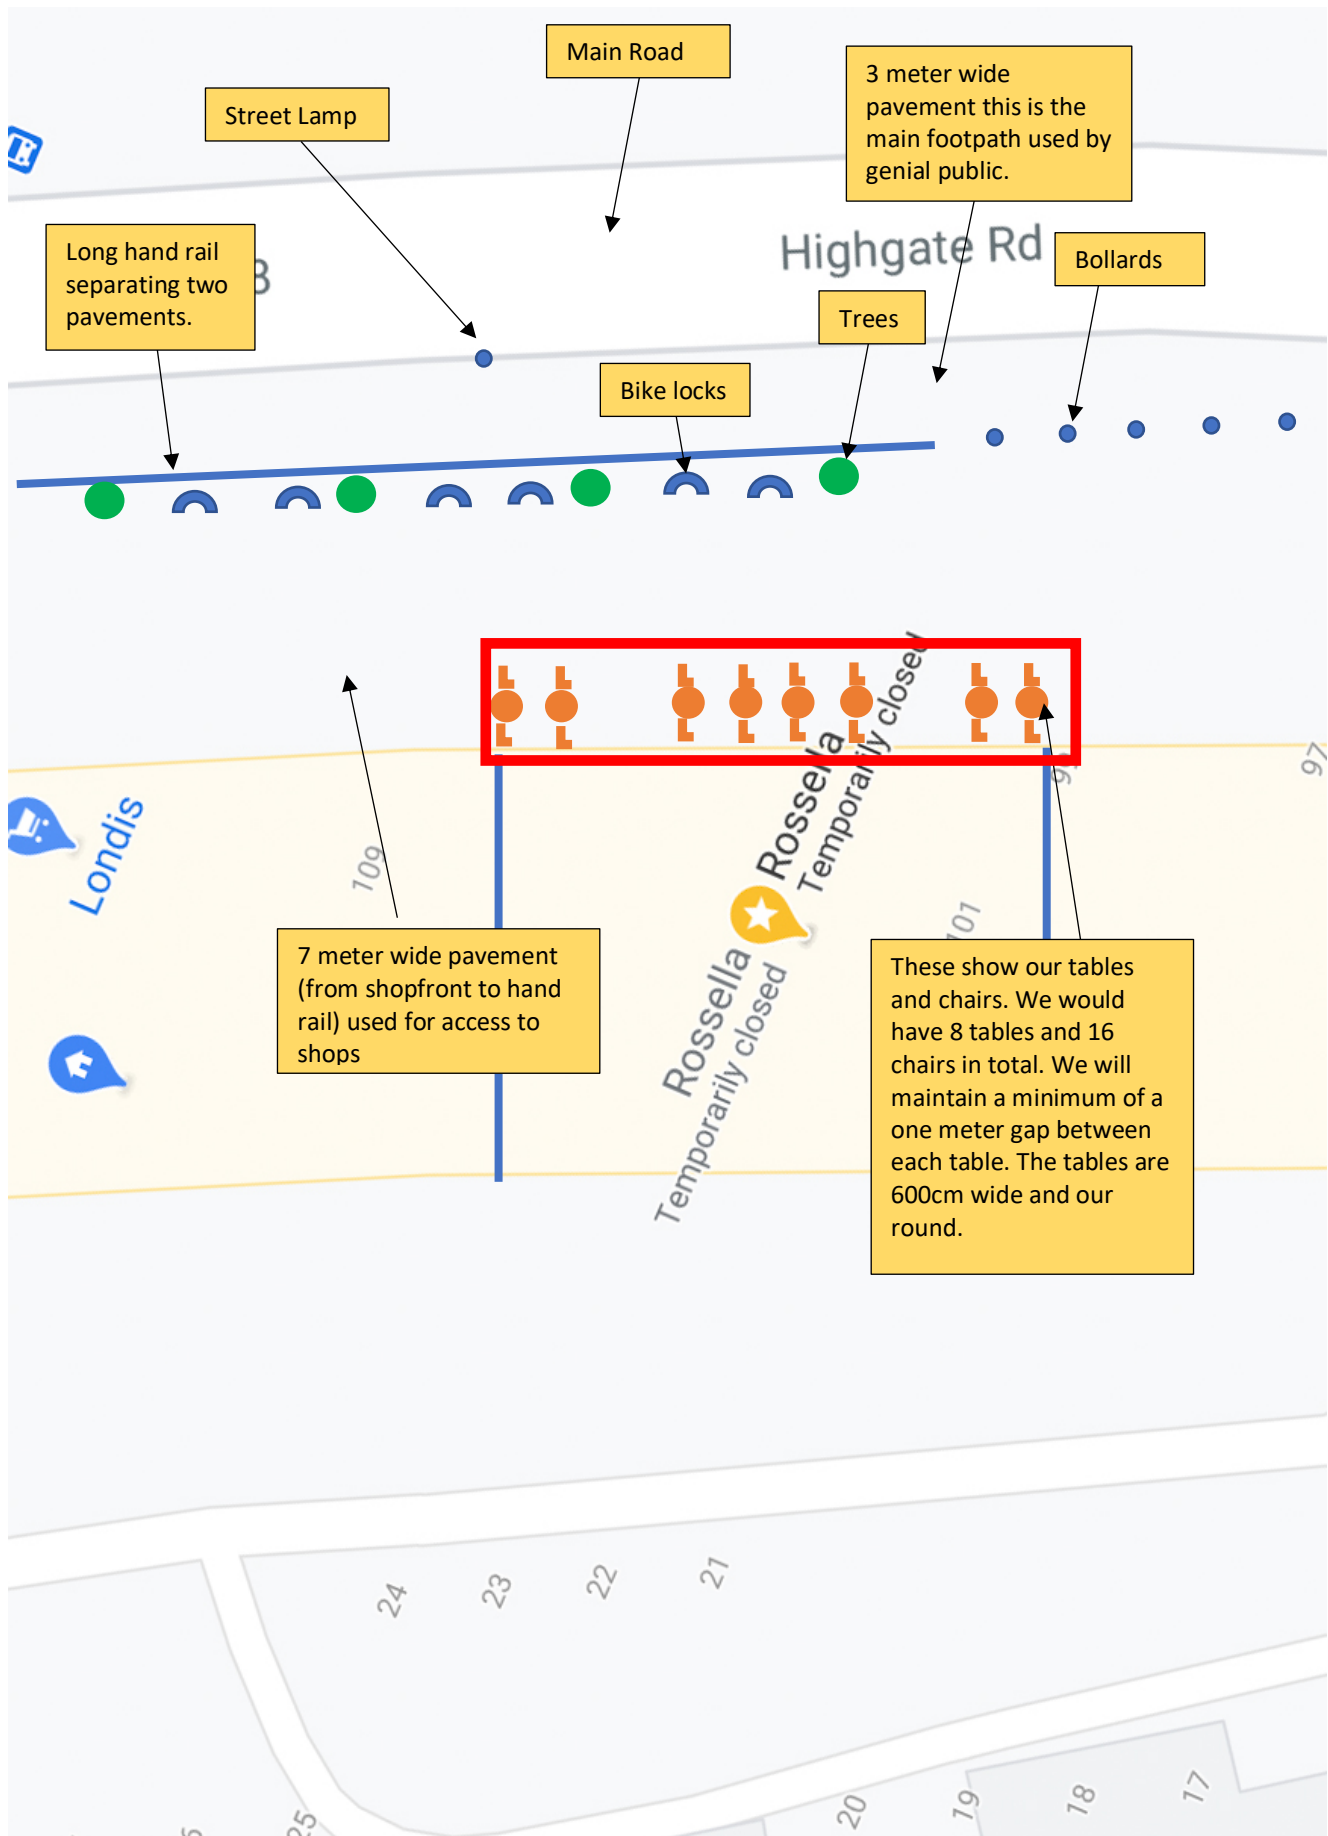 Main Road
3 meter wide
pavement this is the
main footpath used by
genial public.
Street Lamp
Long hand rail
separating two
pavements.
Highgate Rd
Bollards
Trees
Bike locks
Londis
109
Rossella
Temporarily closed
Rossella
Temporarily closed
101
99
97
7 meter wide pavement
(from shopfront to hand
rail) used for access to
shops
These show our tables
and chairs. We would
have 8 tables and 16
chairs in total. We will
maintain a minimum of a
one meter gap between
each table. The tables are
600cm wide and our
round.
24
23
22
21
25
20
19
18
17